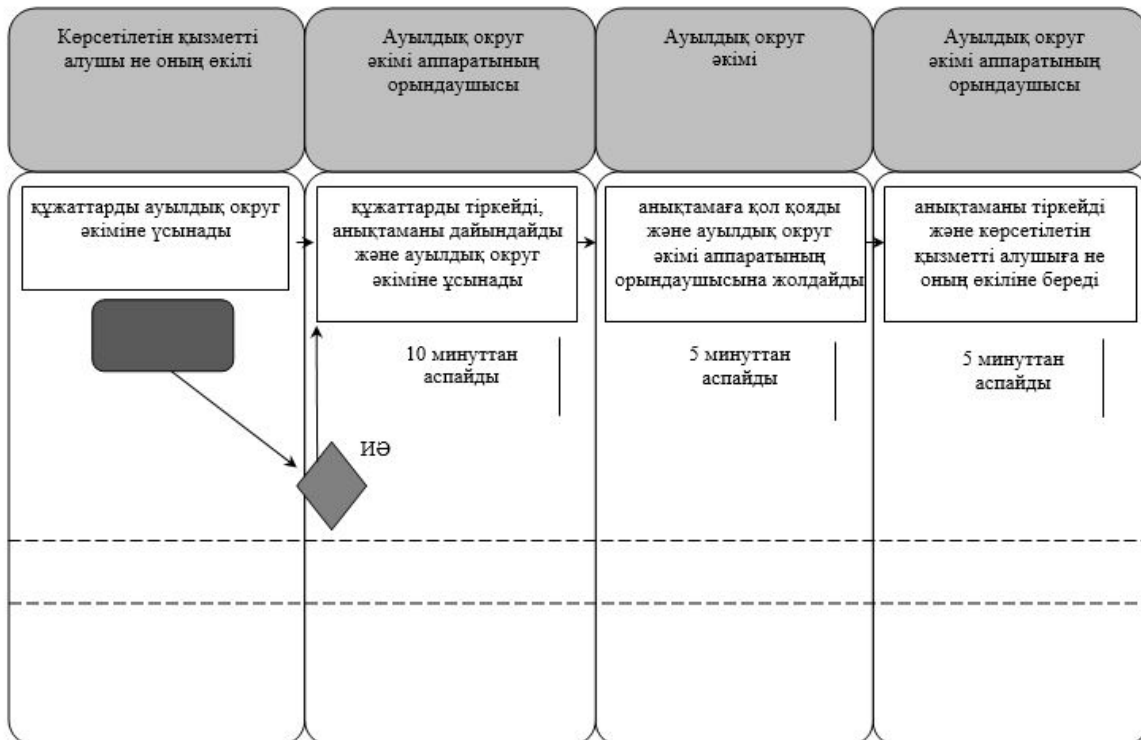 Көрсетілетін қызметті
алушы не оның өкілі
Ауылдық округ
әкімі аппаратының
орындаушысы
Ауылдық округ
әкімі
Ауылдық округ
әкімі аппаратының
орындаушысы
құжаттарды ауылдық округ
әкіміне ұсынады
құжаттарды тіркейді,
анықтаманы дайындайды
және ауылдық округ
әкіміне ұсынады
анықтамаға қол қояды
және ауылдық округ
әкімі аппаратының
орындаушысына жолдайды
анықтаманы тіркейді
және көрсетілетін
қызметті алушыға не
оның өкіліне береді
10 минуттан
аспайды
5 минуттан
аспайды
5 минуттан
аспайды
ИӘ